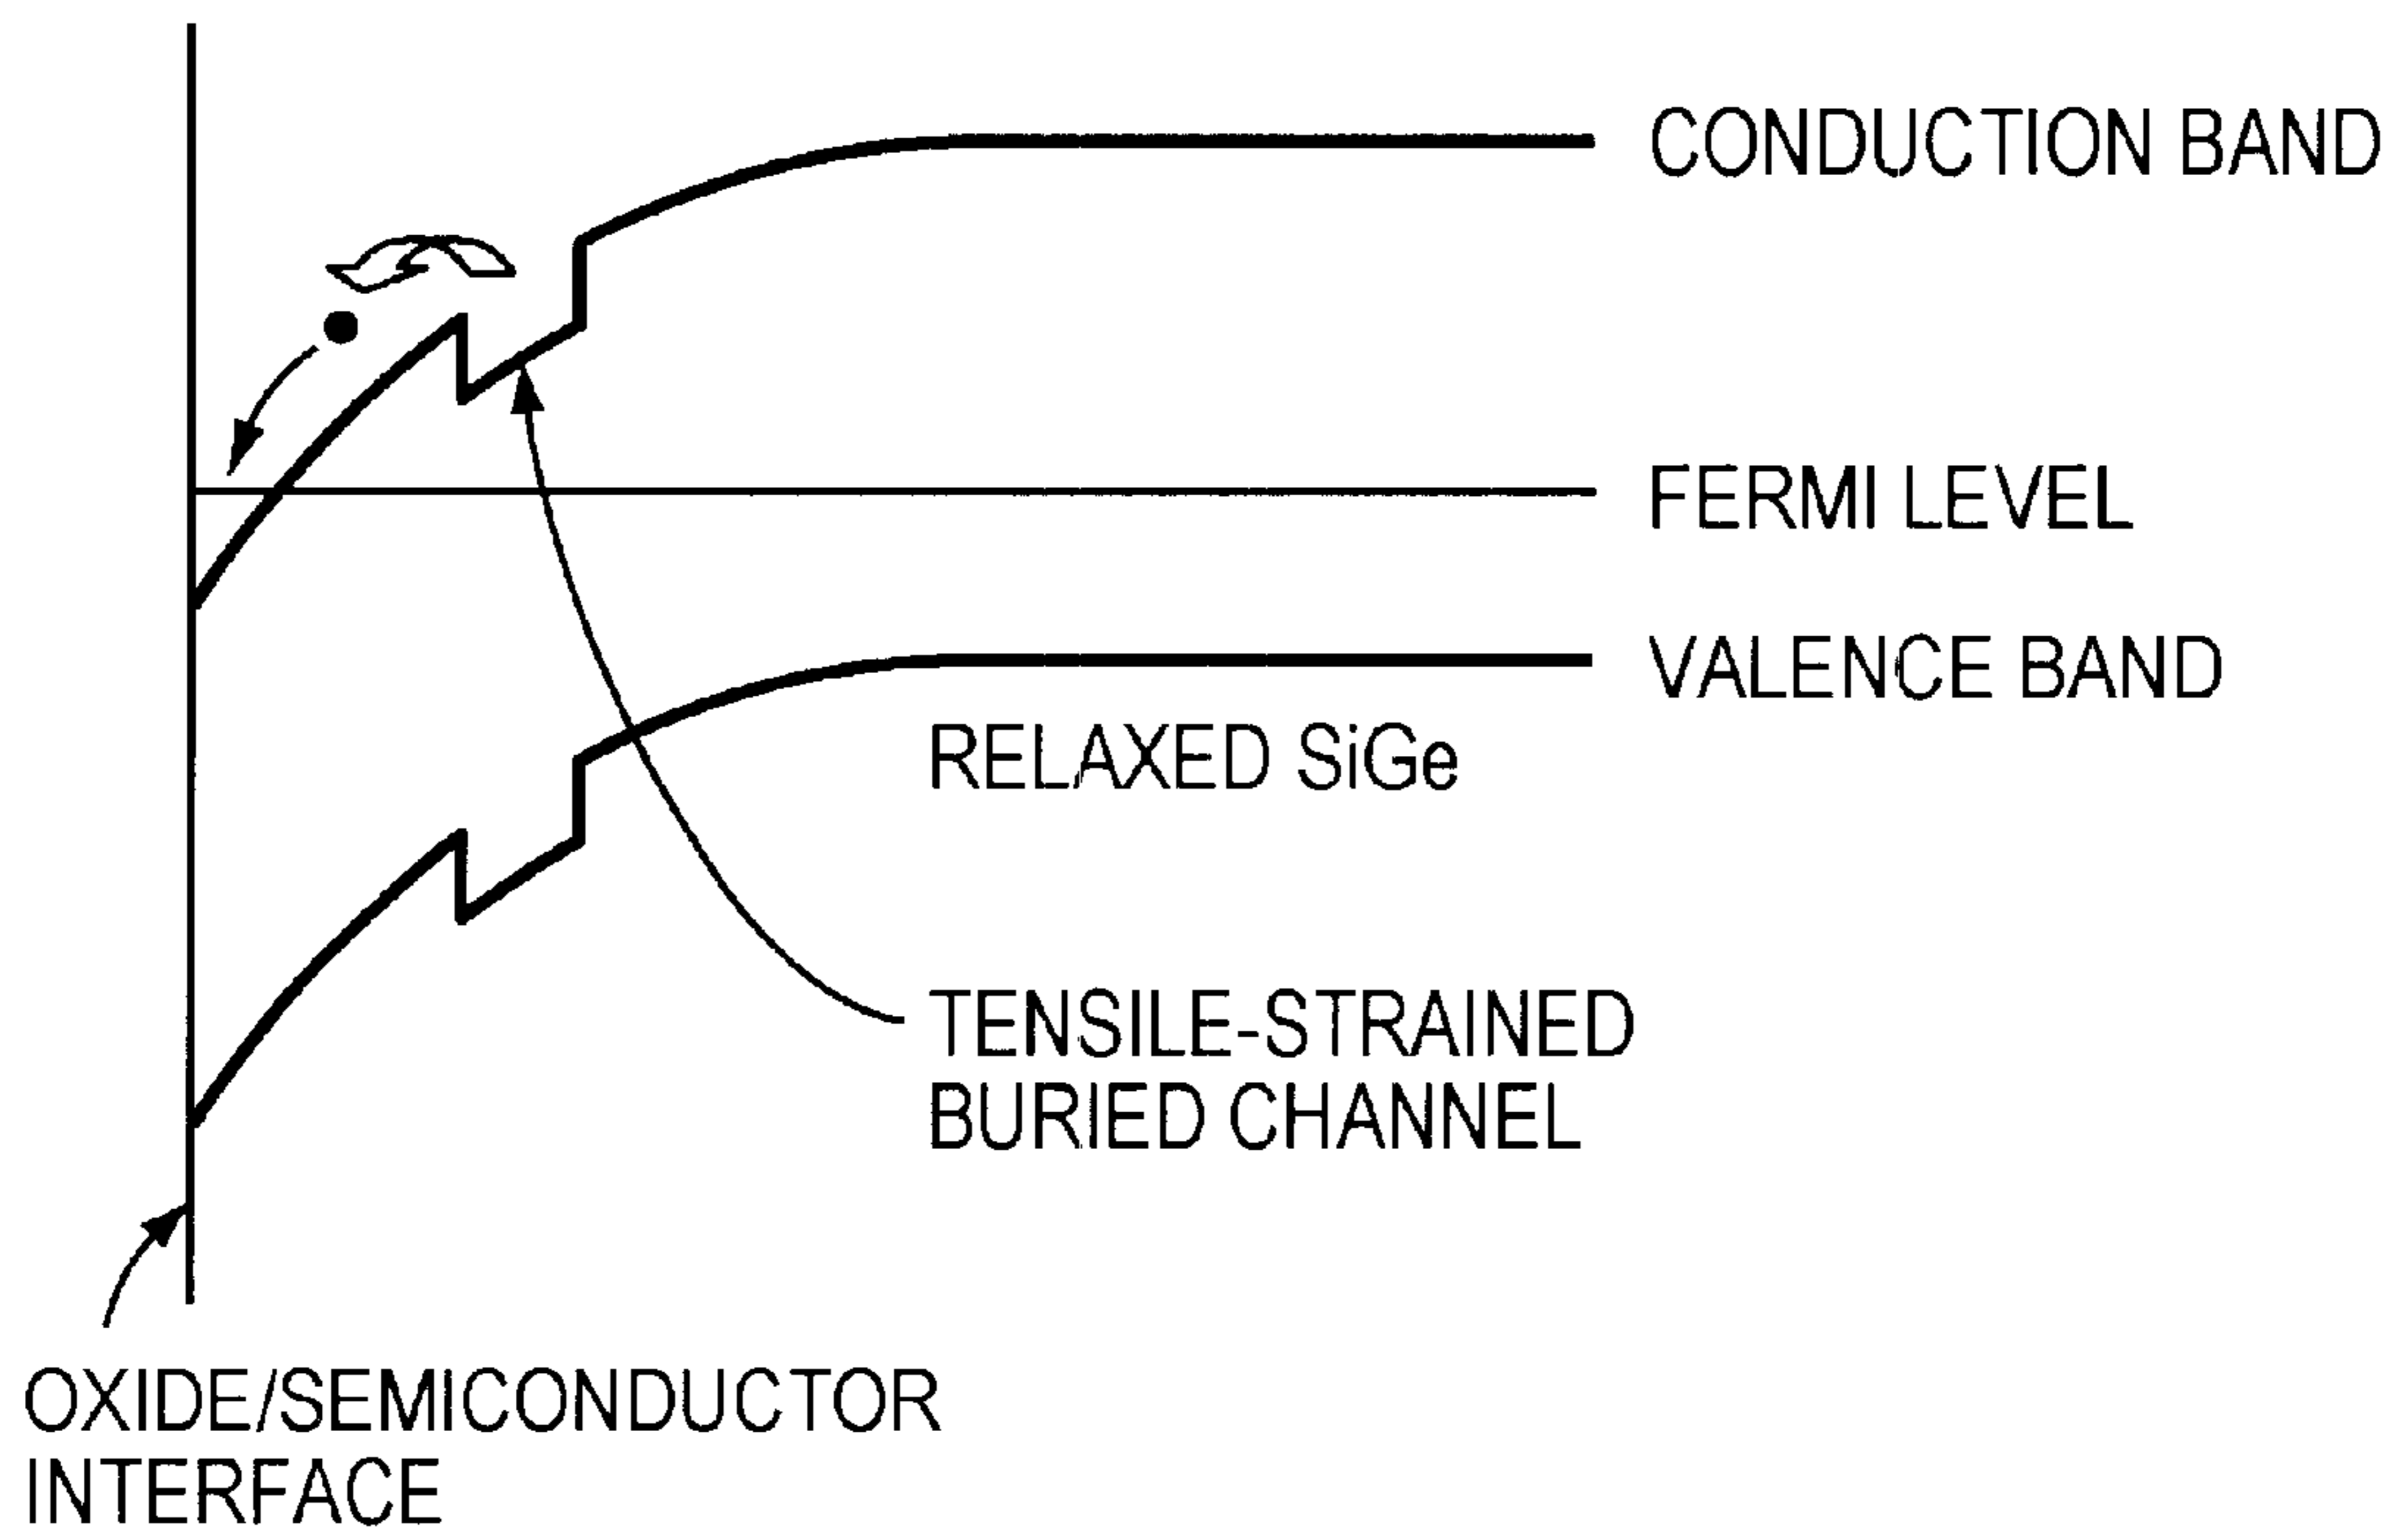 CONDUCTION BAND
FERMI LEVEL
VALENCE BAND
RELAXED SiGe
TENSILE-STRAINED
BURIED CHANNEL
OXIDE/SEMICONDUCTOR
INTERFACE